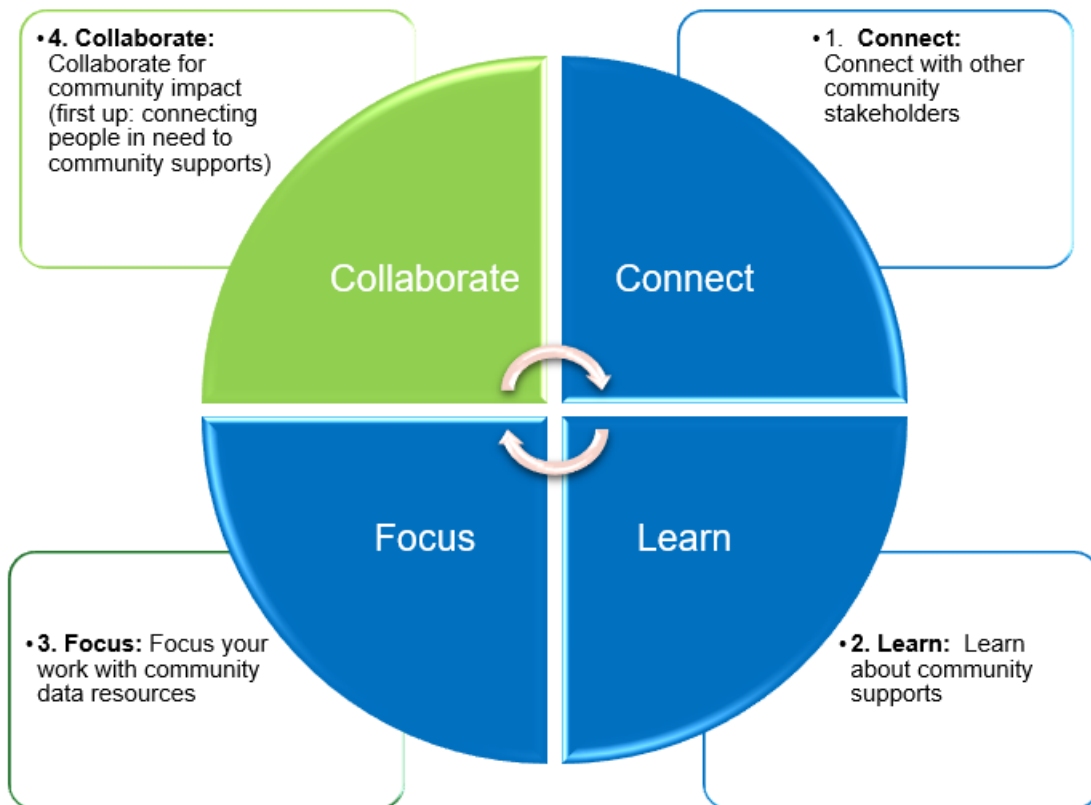 • 4. Collaborate:
Collaborate for
community impact
(first up: connecting
people in need to
community supports)
• 1. Connect:
Connect with other
community
stakeholders
Collaborate
Connect
Focus
Learn
• 3. Focus: Focus your
work with community
data resources
• 2. Learn: Learn
about community
supports